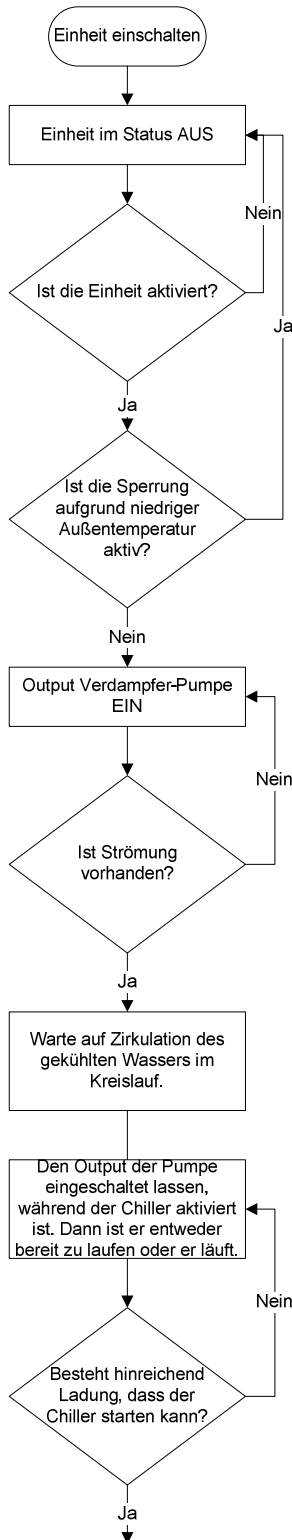 Einheit einschalten
Einheit im Status AUS
Nein
Ist die Einheit aktiviert?
Ja
Ja
Ist die Sperrung
aufgrund niedriger
Außentemperatur
aktiv?
Nein
Output Verdampfer-Pumpe
EIN
Nein
Ist Strömung
vorhanden?
Ja
Warte auf Zirkulation des
gekühlten Wassers im
Kreislauf.
Den Output der Pumpe
eingeschaltet lassen,
während der Chiller aktiviert
ist. Dann ist er entweder
bereit zu laufen oder er läuft.
Nein
Besteht hinreichend
Ladung, dass der
Chiller starten kann?
Ja